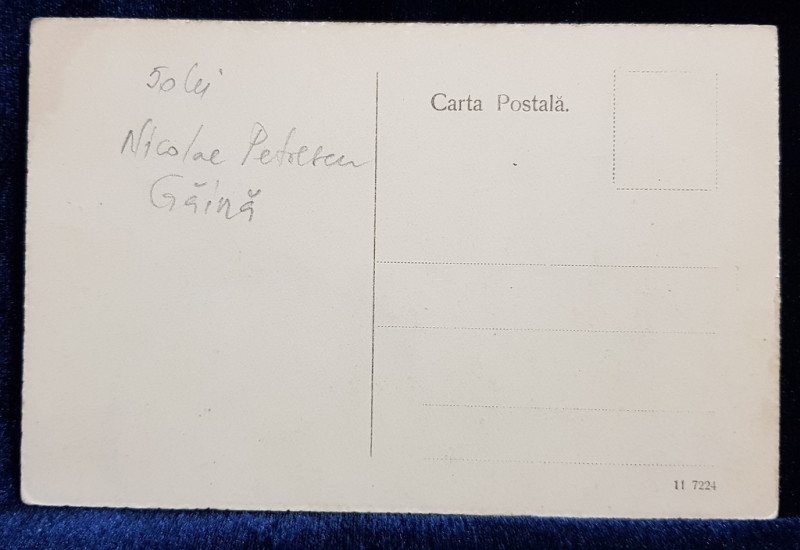 50 lei
Nicolae Petrescu
Găină
Carta Postală.
11 7224